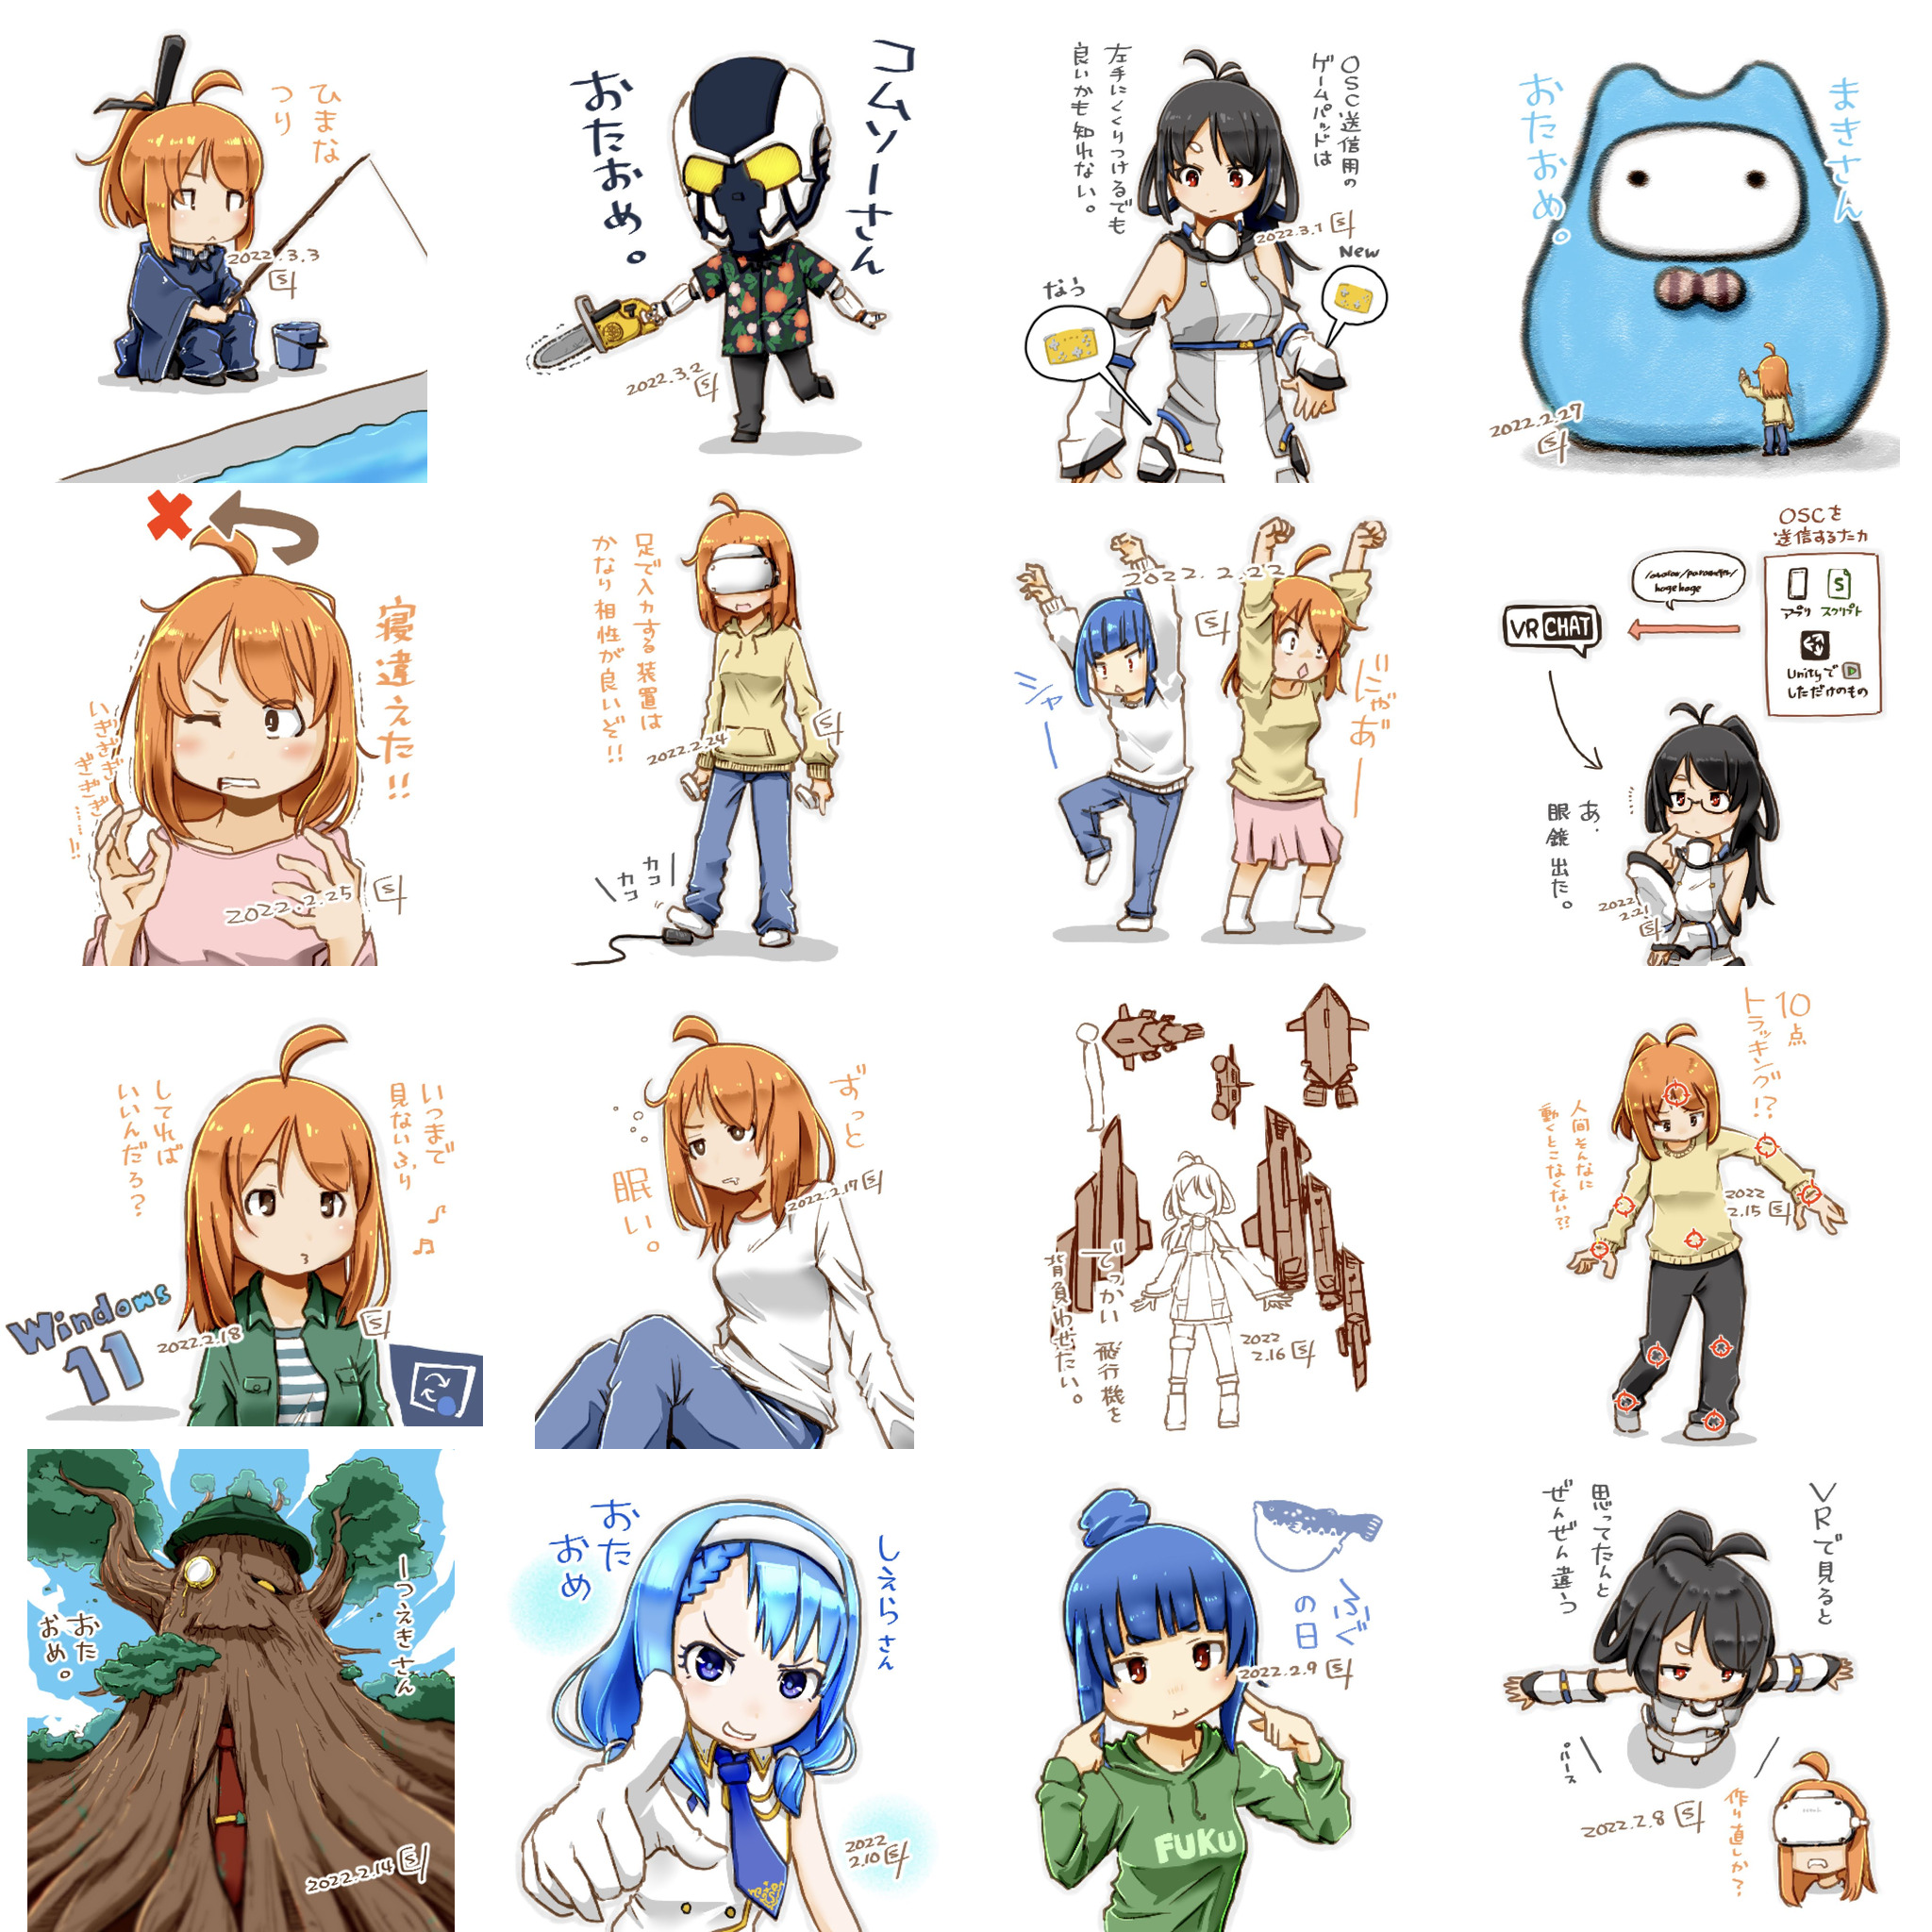 ひまな
つり
2022.3.3
コムソーさん
おたおめ。
2022.3.2
OSC送信用の
ゲームパッドは
左手にくくりつけるでも
良いかも知れない。
2022.3.1
New
なう
まきさん
おたおめ。
2022.2.27
寝違えた!!
いぎぎぎ
ぎぎぎぎ……!!
2022.2.25
足で入力する装置は
かなり相性が良いぞ!!
2022.2.24
カコ
カコ
2022.2.22
シャー
にゃあ゛ー
OSCを
送信するナニカ
アプリ
スクリプト
Unityで
しただけのもの
VRCHAT
あ.
眼鏡出た。
2022
2.21
いつまで
見ないふり
してれば
いいんだろ?
Windows
11
2022.2.18
ずっと
眠い。
2022.2.17
でっかい飛行機を
背負わせたい。
2022
2.16
10点
トラッキング!?
人間そんなに
動くとこなくない??
2022
2.15
おた
おめ。
2022.2.14
しえらさん
おた
おめ
2022
2.10
ふぐ
の日
2022.2.9
FUKU
VRで見ると
思ってたんと
ぜんぜん違う
パース
2022.2.8
作り直しか?